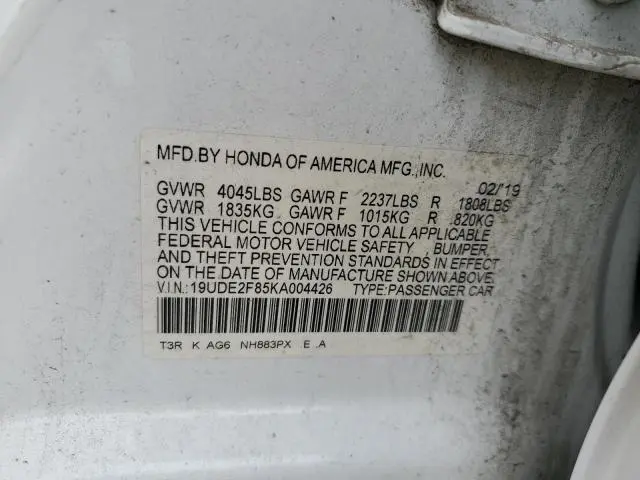 MFD.BY HONDA OF AMERICA MFG.,INC. 02/'19
GVWR 4045LBS GAWR F 2237LBS R 1808LBS
GVWR 1835KG GAWR F 1015KG R 820KG
THIS VEHICLE CONFORMS TO ALL APPLICABLE
FEDERAL MOTOR VEHICLE SAFETY, BUMPER,
AND THEFT PREVENTION STANDARDS IN EFFECT
ON THE DATE OF MANUFACTURE SHOWN ABOVE.
V.I.N.:19UDE2F85KA004426 TYPE:PASSENGER CAR
T3R K AG6 NH883PX E .A